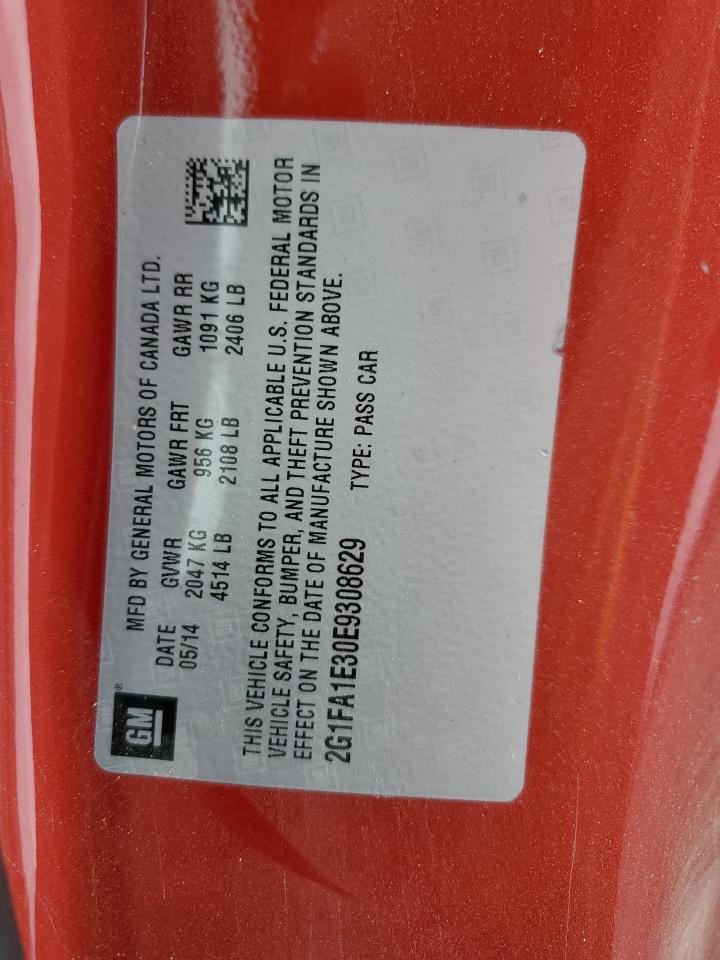 GM ®
MFD BY GENERAL MOTORS OF CANADA LTD.
DATE GVWR GAWR FRT GAWR RR
05/14 2047 KG 956 KG 1091 KG
4514 LB 2108 LB 2406 LB
THIS VEHICLE CONFORMS TO ALL APPLICABLE U.S. FEDERAL MOTOR
VEHICLE SAFETY, BUMPER, AND THEFT PREVENTION STANDARDS IN
EFFECT ON THE DATE OF MANUFACTURE SHOWN ABOVE.
2G1FA1E30E9308629 TYPE: PASS CAR